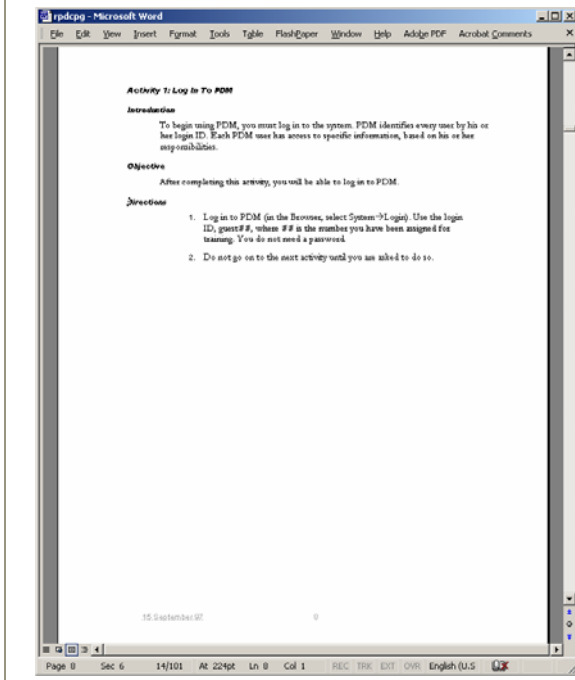 rpdcpg - Microsoft Word
File Edit View Insert Format Tools Table FlashPaper Window Help Adobe PDF Acrobat Comments
Activity 1: Log In To PDM
Introduction
To begin using PDM, you must log in to the system. PDM identifies every user by his or
her login ID. Each PDM user has access to specific information, based on his or her
responsibilities.
Objective
After completing this activity, you will be able to log in to PDM.
Directions
1. Log in to PDM (in the Browser, select System→Login). Use the login
ID, guest##, where ## is the number you have been assigned for
training. You do not need a password.
2. Do not go on to the next activity until you are asked to do so.
15 September 97 0
Page 0 Sec 6 14/101 At 224pt Ln 0 Col 1 REC TRK EXT OVR English (U.S